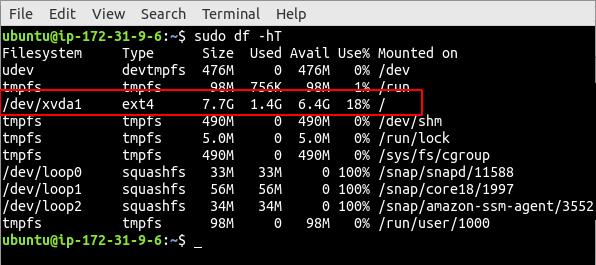 File Edit View Search Terminal Help
ubuntu@ip-172-31-9-6:~$ sudo df -hT
Filesystem     Type      Size  Used Avail Use% Mounted on
udev           devtmpfs  476M     0  476M   0% /dev
tmpfs          tmpfs      98M  756K   98M   1% /run
/dev/xvda1     ext4      7.7G  1.4G  6.4G  18% /
tmpfs          tmpfs     490M     0  490M   0% /dev/shm
tmpfs          tmpfs     5.0M     0  5.0M   0% /run/lock
tmpfs          tmpfs     490M     0  490M   0% /sys/fs/cgroup
/dev/loop0     squashfs   33M   33M     0 100% /snap/snapd/11588
/dev/loop1     squashfs   56M   56M     0 100% /snap/core18/1997
/dev/loop2     squashfs   34M   34M     0 100% /snap/amazon-ssm-agent/3552
tmpfs          tmpfs      98M     0   98M   0% /run/user/1000
ubuntu@ip-172-31-9-6:~$ _